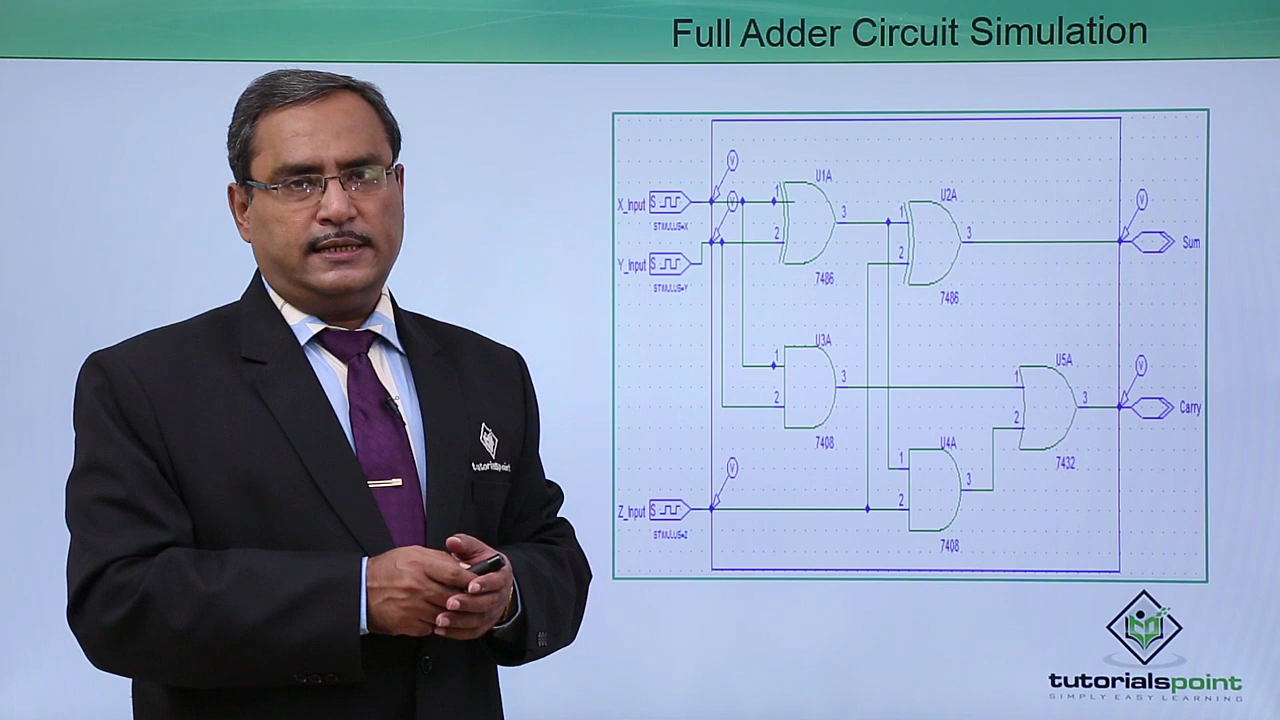 Full Adder Circuit Simulation
V
U1A
V
U2A
V
X_Input
S
1
3
1
STIMULUS=X
2
2
3
Sum
Y_Input
S
STIMULUS=Y
7486
7486
U3A
U5A
V
1
3
1
2
2
3
Carry
7408
U4A
7432
V
1
3
2
Z_Input
S
STIMULUS=Z
7408
tutorialspoint
tutorialspoint
SIMPLY EASY LEARNING